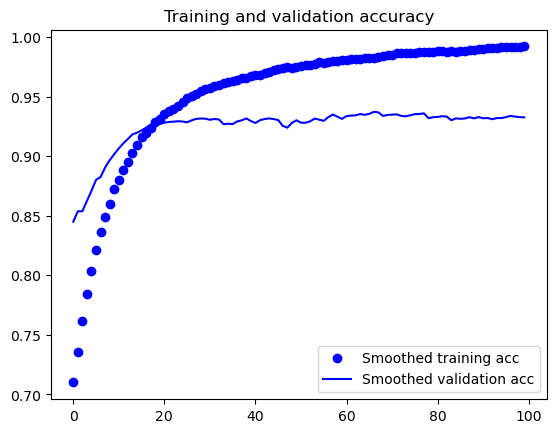 Training and validation accuracy
1.00
0.95
0.90
0.85
0.80
0.75
0.70
Smoothed training acc
Smoothed validation acc
0 20 40 60 80 100